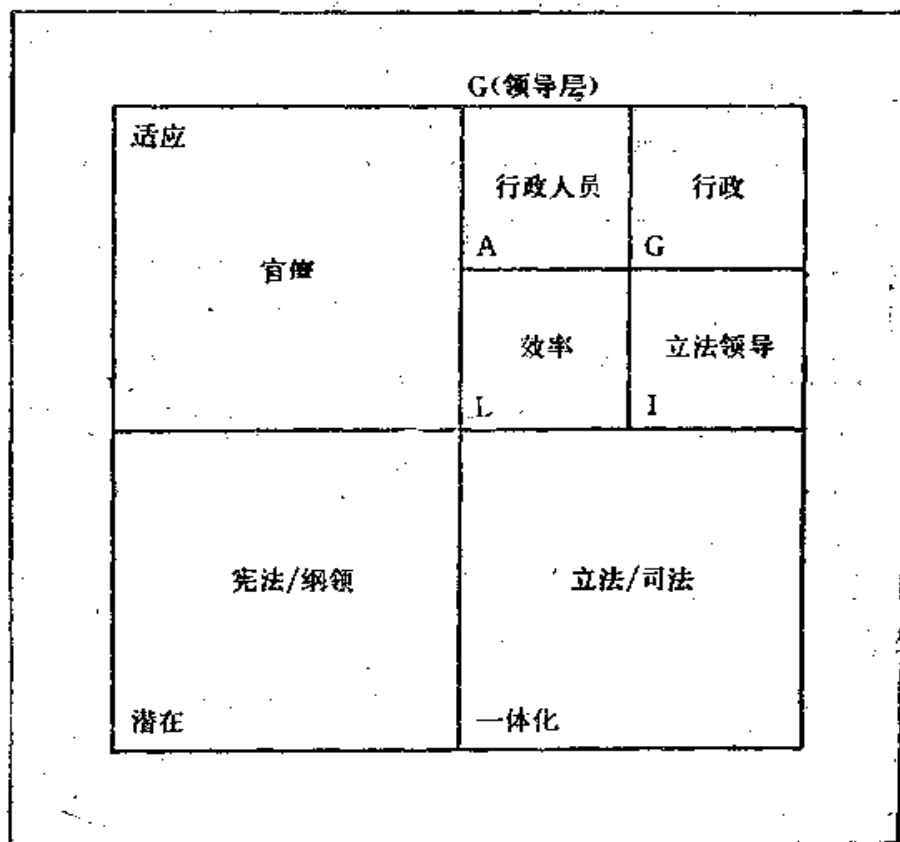 G(领导层)
适应
行政人员
行政
A
G
官僚
效率
立法领导
L
I
宪法/纲领
立法/司法
潜在
一体化